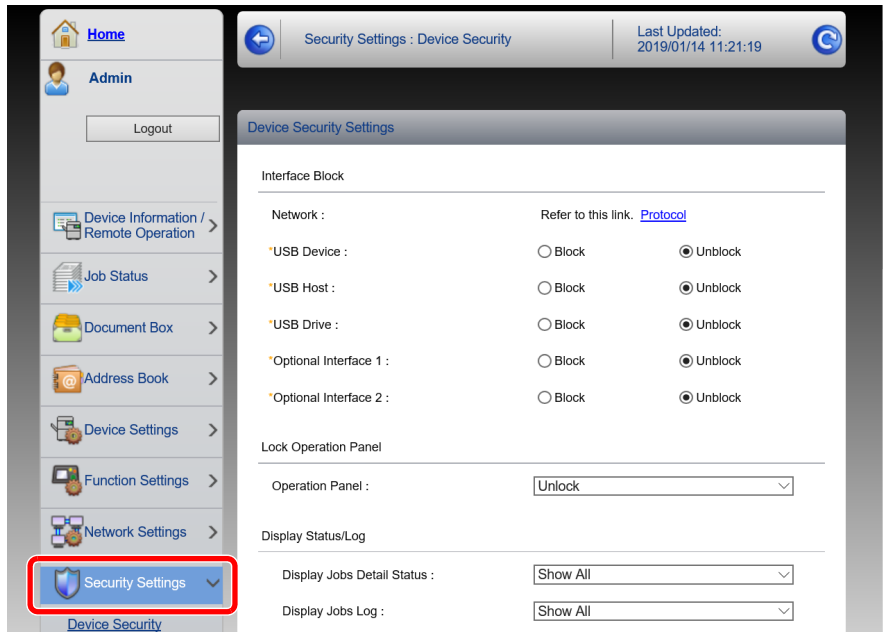 Home
Admin
Logout
Device Information /
Remote Operation
Job Status
Document Box
Address Book
Device Settings
Function Settings
Network Settings
Security Settings
Device Security
Security Settings : Device Security
Last Updated:
2019/01/14 11:21:19
Device Security Settings
Interface Block
Network : Refer to this link. Protocol
*USB Device : Block Unblock
*USB Host : Block Unblock
*USB Drive : Block Unblock
*Optional Interface 1 : Block Unblock
*Optional Interface 2 : Block Unblock
Lock Operation Panel
Operation Panel : Unlock
Display Status/Log
Display Jobs Detail Status : Show All
Display Jobs Log : Show All